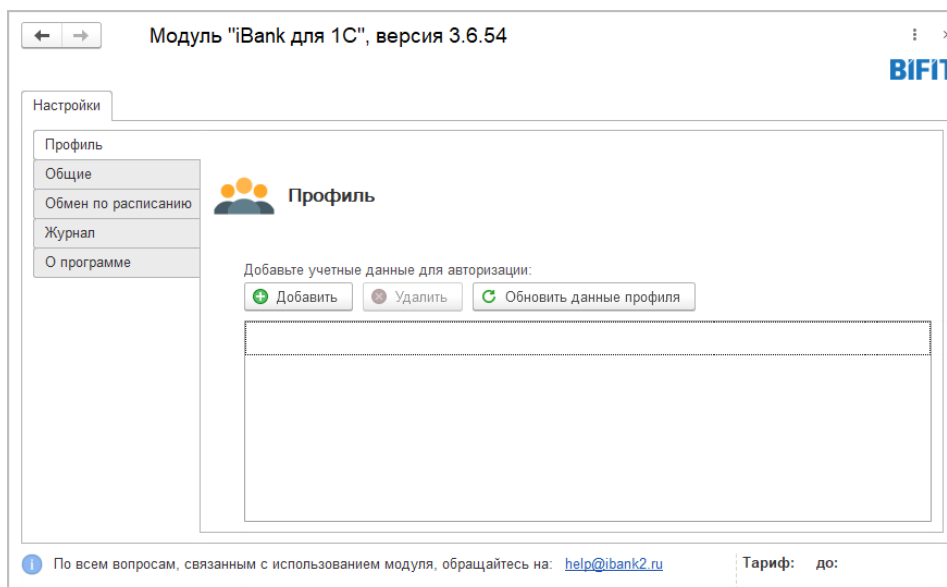 Модуль "iBank для 1С", версия 3.6.54
BIFIT
Настройки
Профиль
Общие
Обмен по расписанию
Журнал
О программе
Профиль
Добавьте учетные данные для авторизации:
Добавить Удалить Обновить данные профиля
По всем вопросам, связанным с использованием модуля, обращайтесь на: help@ibank2.ru Тариф: до: